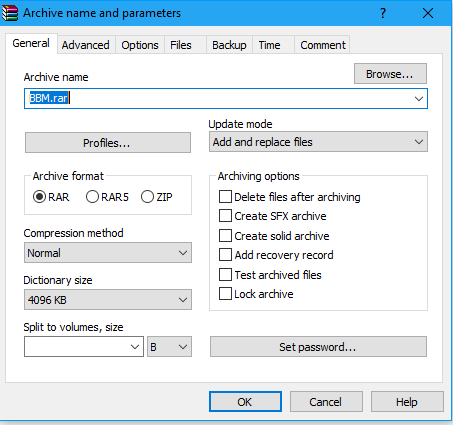 Archive name and parameters
General Advanced Options Files Backup Time Comment
Archive name
Browse...
BBM.rar
Profiles...
Update mode
Add and replace files
Archive format
RAR RAR5 ZIP
Compression method
Normal
Dictionary size
4096 KB
Split to volumes, size
B
Archiving options
Delete files after archiving
Create SFX archive
Create solid archive
Add recovery record
Test archived files
Lock archive
Set password...
OK Cancel Help